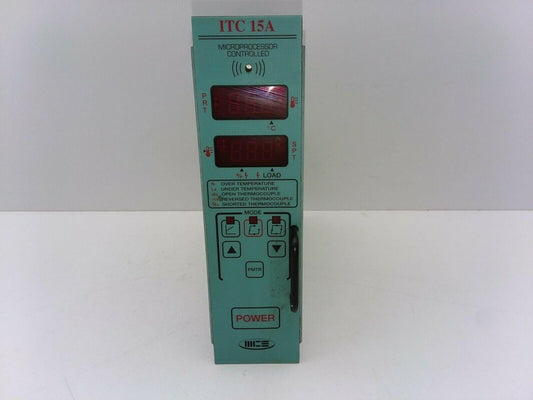 ITC 15A
MICROPROCESSOR
CONTROLLED
PRT
°C
SPT
% LOAD
OVER TEMPERATURE
UNDER TEMPERATURE
OPEN THERMOCOUPLE
REVERSED THERMOCOUPLE
SHORTED THERMOCOUPLE
MODE
PMTR
POWER